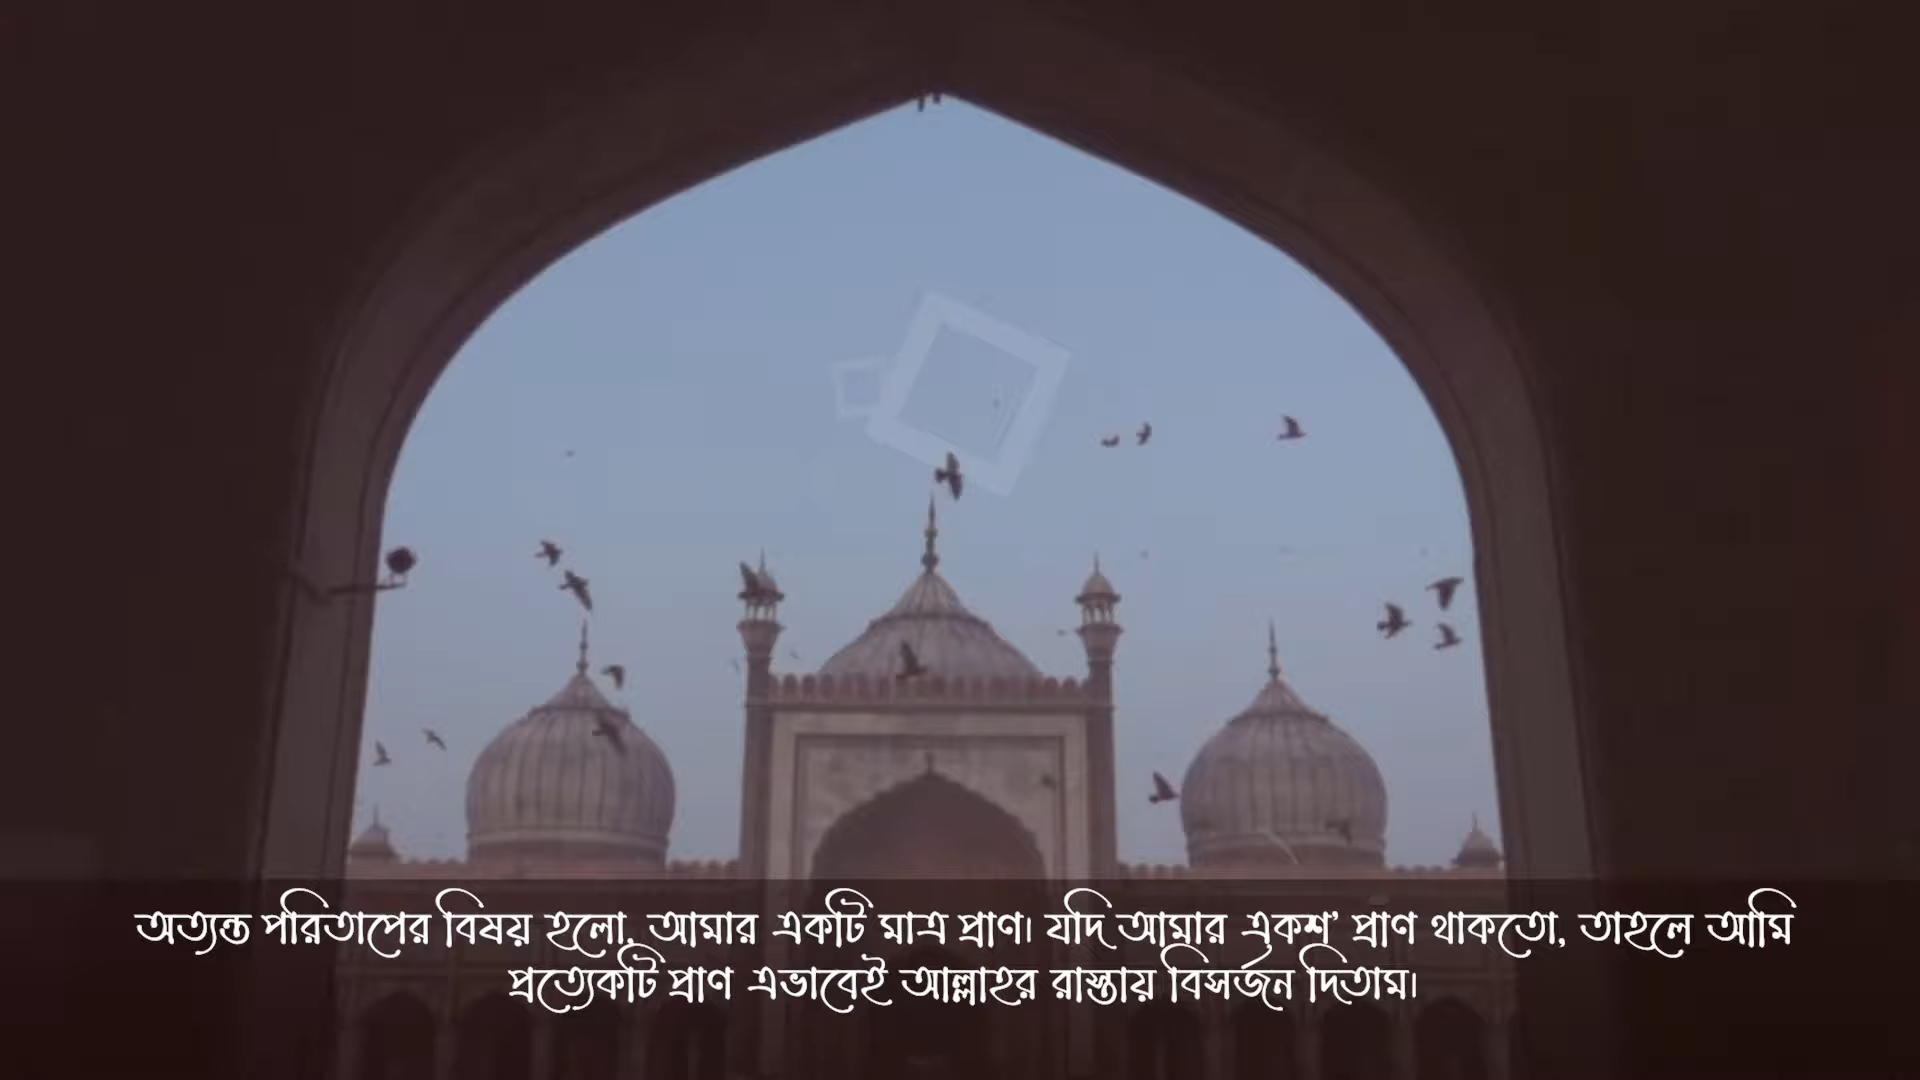 অত্যন্ত পরিতাপের বিষয় হলো, আমার একটি মাত্র প্রাণ। যদি আমার একশ’ প্রাণ থাকতো, তাহলে আমি
প্রত্যেকটি প্রাণ এভাবেই আল্লাহর রাস্তায় বিসর্জন দিতাম।